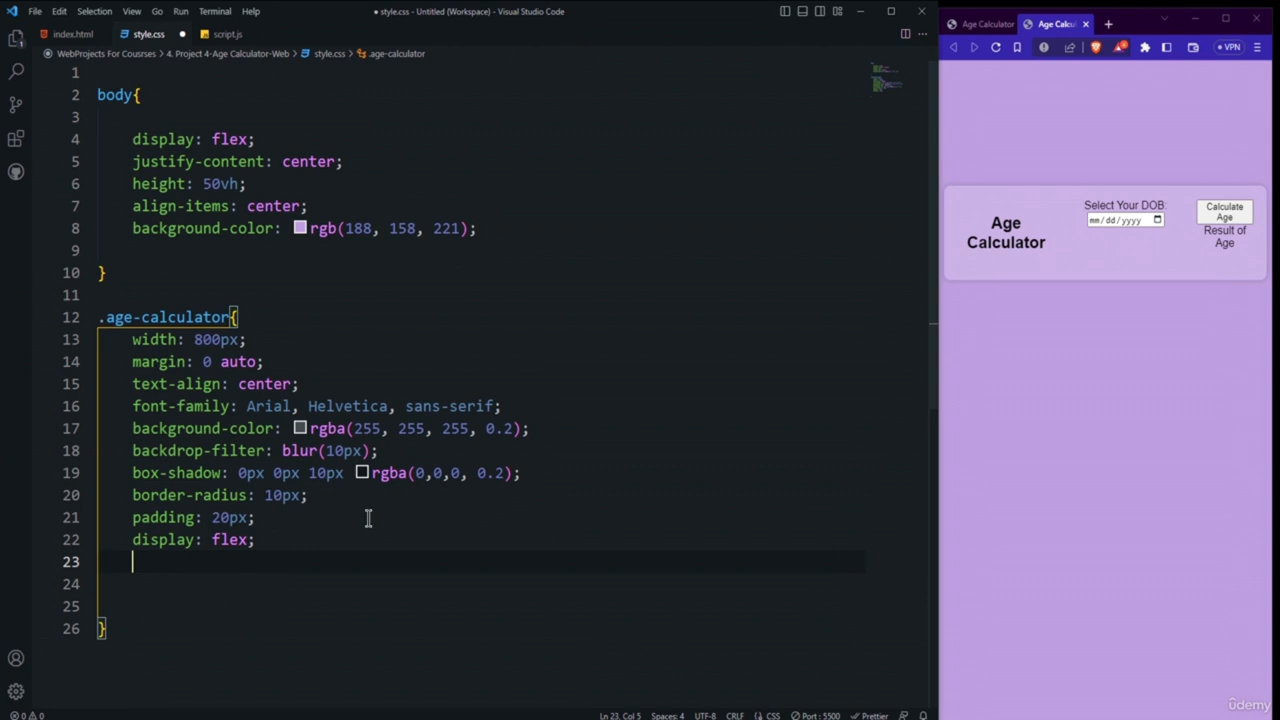 File Edit Selection View Go Run Terminal Help
● style.css - Untitled (Workspace) - Visual Studio Code
index.html
style.css
script.js
WebProjects For Coursres > 4. Project 4-Age Calculator-Web > style.css > .age-calculator
1
2 body{
3
4 display: flex;
5 justify-content: center;
6 height: 50vh;
7 align-items: center;
8 background-color: rgb(188, 158, 221);
9
10 }
11
12 .age-calculator{
13 width: 800px;
14 margin: 0 auto;
15 text-align: center;
16 font-family: Arial, Helvetica, sans-serif;
17 background-color: rgba(255, 255, 255, 0.2);
18 backdrop-filter: blur(10px);
19 box-shadow: 0px 0px 10px rgba(0,0,0, 0.2);
20 border-radius: 10px;
21 padding: 20px;
22 display: flex;
23
24
25
26 }
0 0 Ln 23, Col 5 Spaces: 4 UTF-8 CRLF CSS Port : 5500 Prettier
Age Calculator
Age Calcu
VPN
Age
Calculator
Select Your DOB:
mm/dd/yyyy
Calculate
Age
Result of
Age
ûdemy